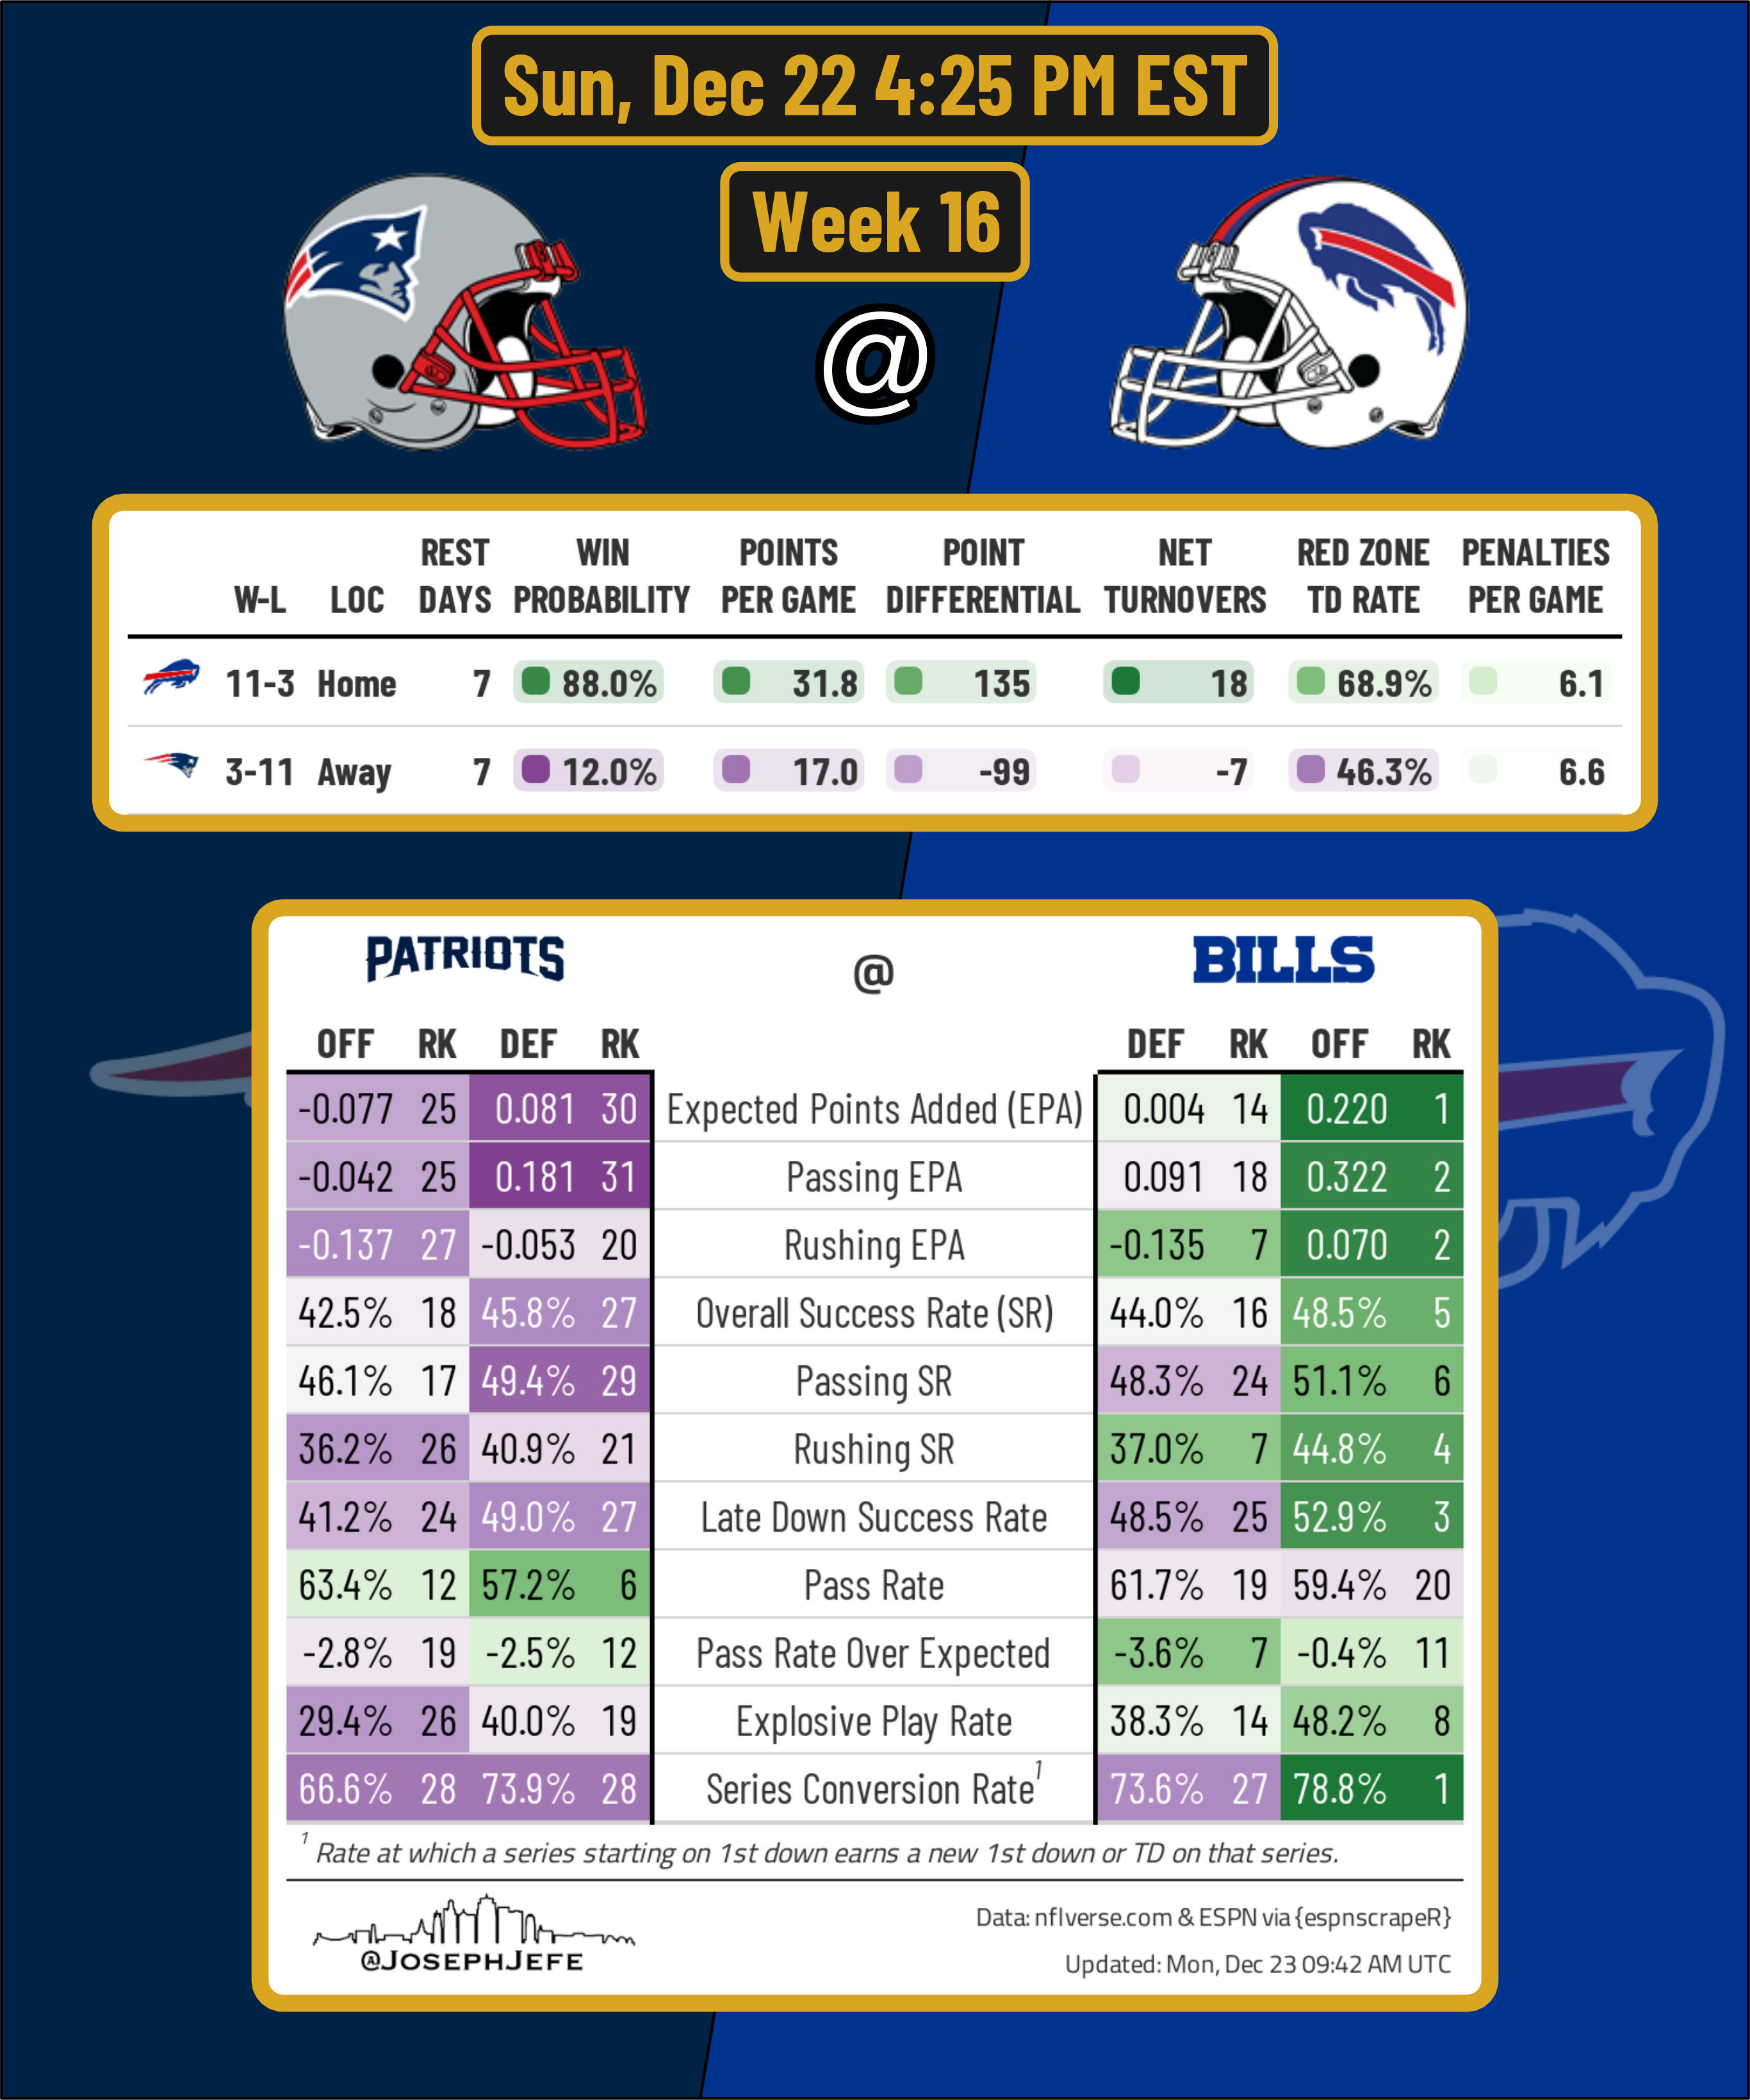 Sun, Dec 22 4:25 PM EST
Week 16
@
W-L LOC REST DAYS WIN PROBABILITY POINTS PER GAME POINT DIFFERENTIAL NET TURNOVERS RED ZONE TD RATE PENALTIES PER GAME
11-3 Home 7 88.0% 31.8 135 18 68.9% 6.1
3-11 Away 7 12.0% 17.0 -99 -7 46.3% 6.6
PATRIOTS @ BILLS
OFF RK DEF RK DEF RK OFF RK
-0.077 25 0.081 30 Expected Points Added (EPA) 0.004 14 0.220 1
-0.042 25 0.181 31 Passing EPA 0.091 18 0.322 2
-0.137 27 -0.053 20 Rushing EPA -0.135 7 0.070 2
42.5% 18 45.8% 27 Overall Success Rate (SR) 44.0% 16 48.5% 5
46.1% 17 49.4% 29 Passing SR 48.3% 24 51.1% 6
36.2% 26 40.9% 21 Rushing SR 37.0% 7 44.8% 4
41.2% 24 49.0% 27 Late Down Success Rate 48.5% 25 52.9% 3
63.4% 12 57.2% 6 Pass Rate 61.7% 19 59.4% 20
-2.8% 19 -2.5% 12 Pass Rate Over Expected -3.6% 7 -0.4% 11
29.4% 26 40.0% 19 Explosive Play Rate 38.3% 14 48.2% 8
66.6% 28 73.9% 28 Series Conversion Rate1 73.6% 27 78.8% 1
1 Rate at which a series starting on 1st down earns a new 1st down or TD on that series.
@JOSEPHJEFE
Data: nflverse.com & ESPN via {espnscrapeR}
Updated: Mon, Dec 23 09:42 AM UTC